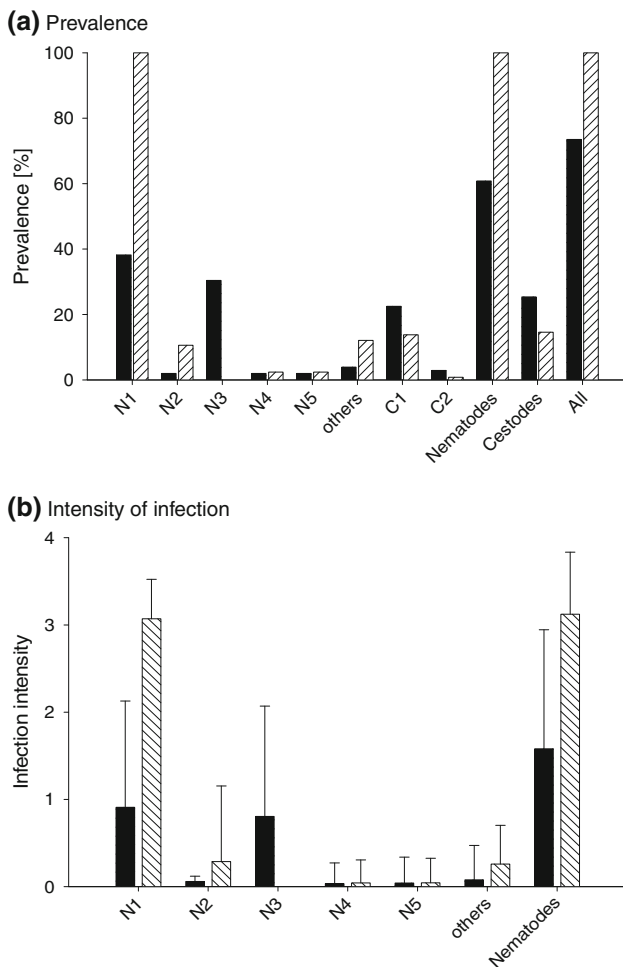 (a) Prevalence
100
80
60
40
20
0
Prevalence [%]
N1 N2 N3 N4 N5 others C1 C2 Nematodes Cestodes All
(b) Intensity of infection
4
3
2
1
0
Infection intensity
N1 N2 N3 N4 N5 others Nematodes